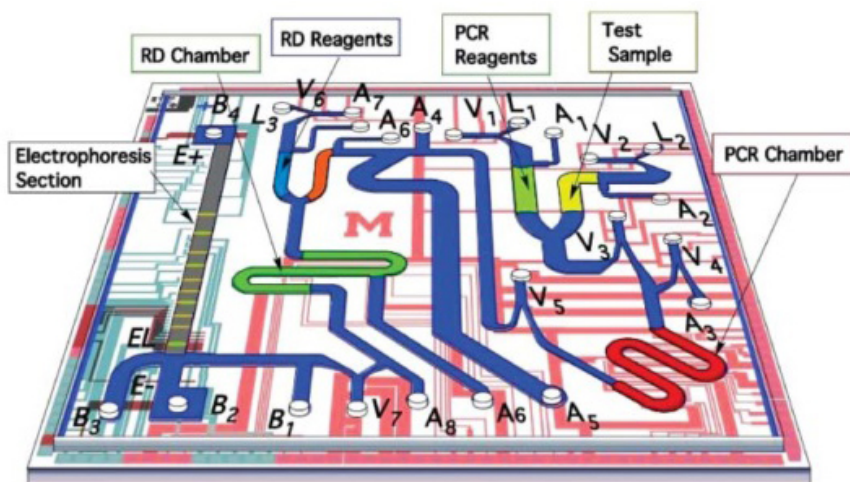 RD Chamber
RD Reagents
PCR
Reagents
Test
Sample
PCR Chamber
Electrophoresis
Section
B4
L3
V6
A7
A6
A4
V1
L1
A1
V2
L2
E+
A2
V3
V4
A3
V5
M
EL
E-
B3
B2
B1
V7
A8
A6
A5